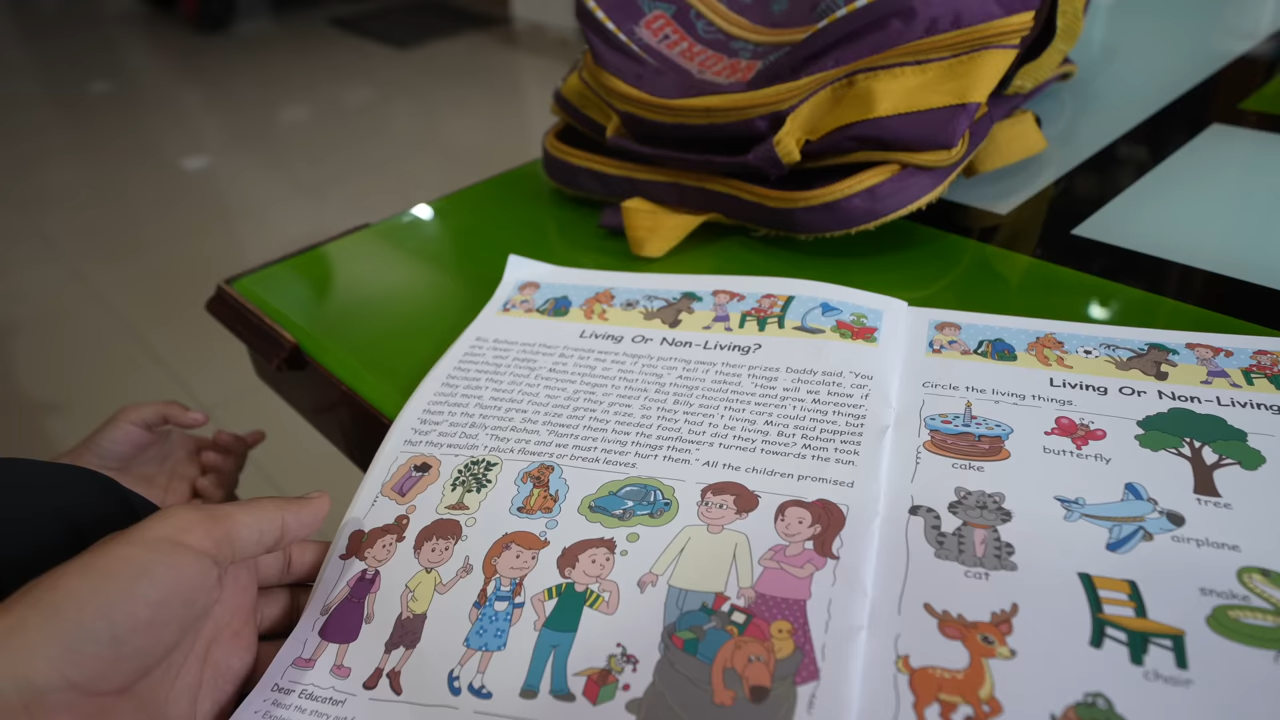 WORLD
Living Or Non-Living?
Ria, Rohan and their friends were happily putting away their prizes. Daddy said, "You
are clever children! But let me see if you can tell if these things - chocolate, car,
plant, and puppy - are living or non-living." Amira asked, "How will we know if
something's living?" Mom explained that living things could move and grow. Moreover,
they needed food. Everyone began to think. Ria said chocolates weren't living things
because they did not move, or grow, or need food. Billy said that cars could move, but
they didn't need food, nor did they grow. So they weren't living. Mira said puppies
could move, needed food and grew in size, so they had to be living. But Rohan was
confused. Plants grew in size and they needed food, but did they move? Mom took
them to the terrace. She showed them how the sunflowers turned towards the sun.
"Wow!" said Billy and Rohan, "Plants are living things then."
"Yes!" said Dad, "They are and we must never hurt them." All the children promised
that they wouldn't pluck flowers or break leaves.
Dear Educator!
✓ Read the story out
Living Or Non-Living
Circle the living things.
cake
butterfly
tree
cat
airplane
snake
chair